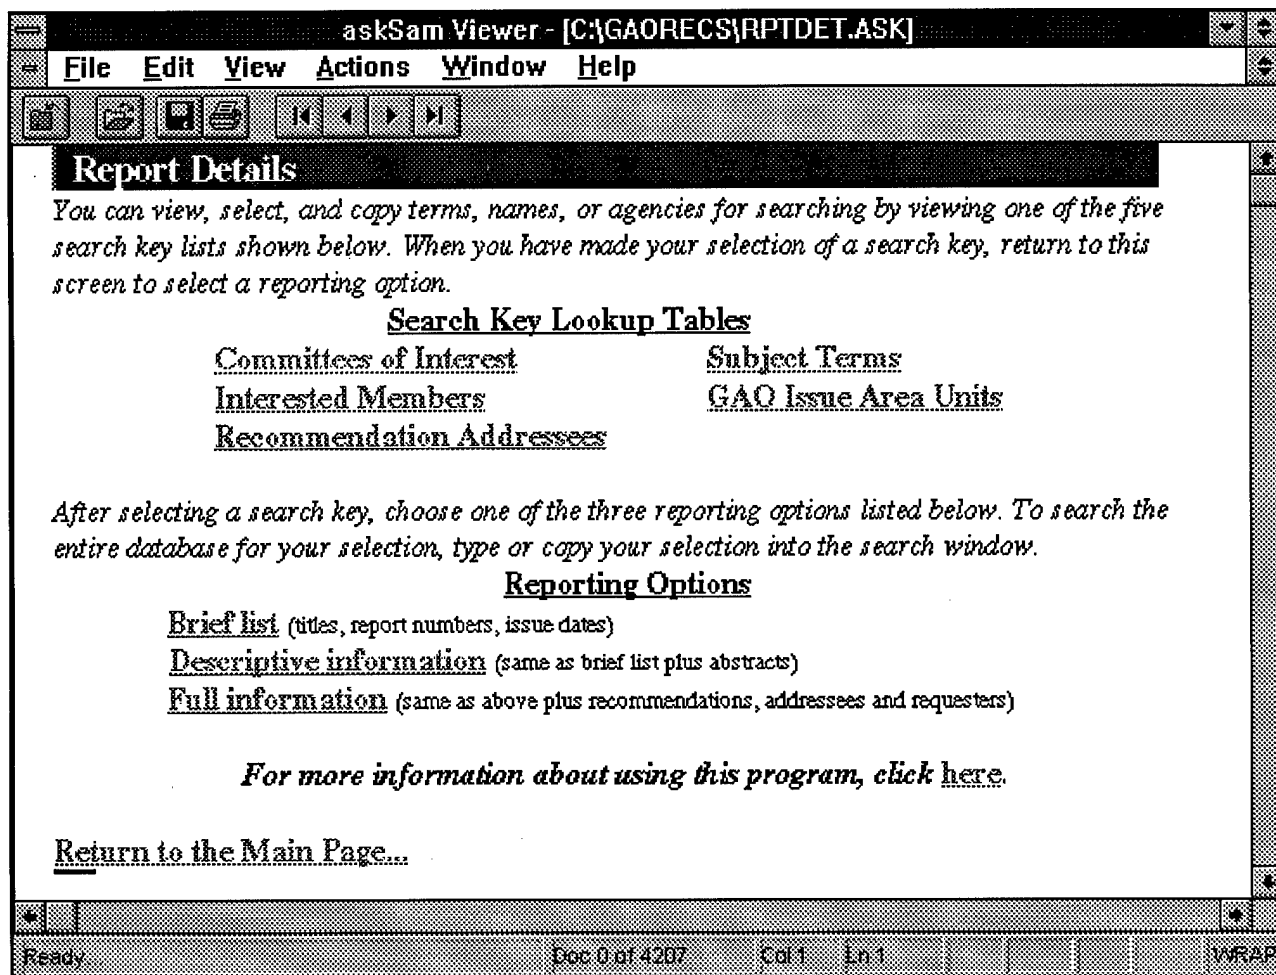 askSam Viewer - [C:\GAORECS\RPTDET.ASK]
File Edit View Actions Window Help
Report Details
You can view, select, and copy terms, names, or agencies for searching by viewing one of the five
search key lists shown below. When you have made your selection of a search key, return to this
screen to select a reporting option.
Search Key Lookup Tables
Committees of Interest Subject Terms
Interested Members GAO Issue Area Units
Recommendation Addressees
After selecting a search key, choose one of the three reporting options listed below. To search the
entire database for your selection, type or copy your selection into the search window.
Reporting Options
Brief list (titles, report numbers, issue dates)
Descriptive information (same as brief list plus abstracts)
Full information (same as above plus recommendations, addressees and requesters)
For more information about using this program, click here.
Return to the Main Page...
Ready... Doc 0 of 4207 Col 1 Ln 1 WRAP